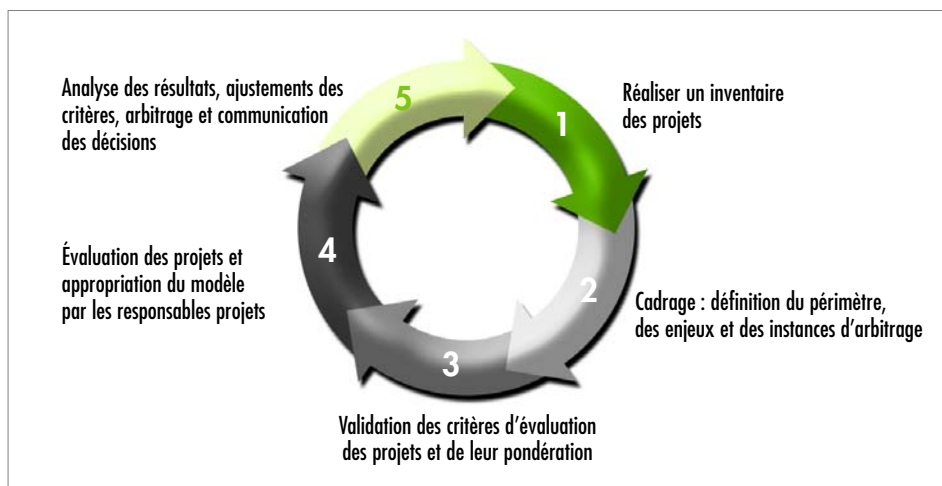 1
Réaliser un inventaire
des projets
2
Cadrage : définition du périmètre,
des enjeux et des instances d’arbitrage
3
Validation des critères d’évaluation
des projets et de leur pondération
4
Évaluation des projets et
appropriation du modèle
par les responsables projets
5
Analyse des résultats, ajustements des
critères, arbitrage et communication
des décisions